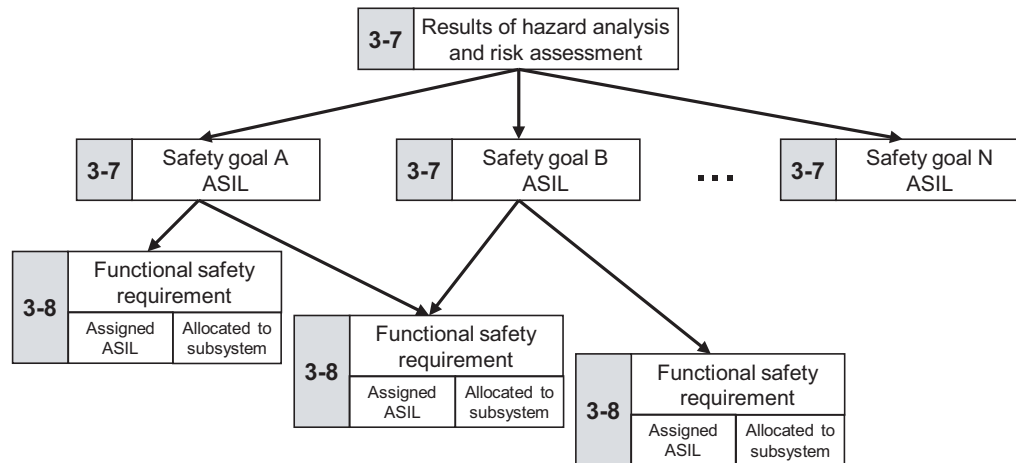 3-7
Results of hazard analysis
and risk assessment
3-7
Safety goal A
ASIL
3-7
Safety goal B
ASIL
...
3-7
Safety goal N
ASIL
3-8
Functional safety
requirement
Assigned
ASIL
Allocated to
subsystem
3-8
Functional safety
requirement
Assigned
ASIL
Allocated to
subsystem
3-8
Functional safety
requirement
Assigned
ASIL
Allocated to
subsystem